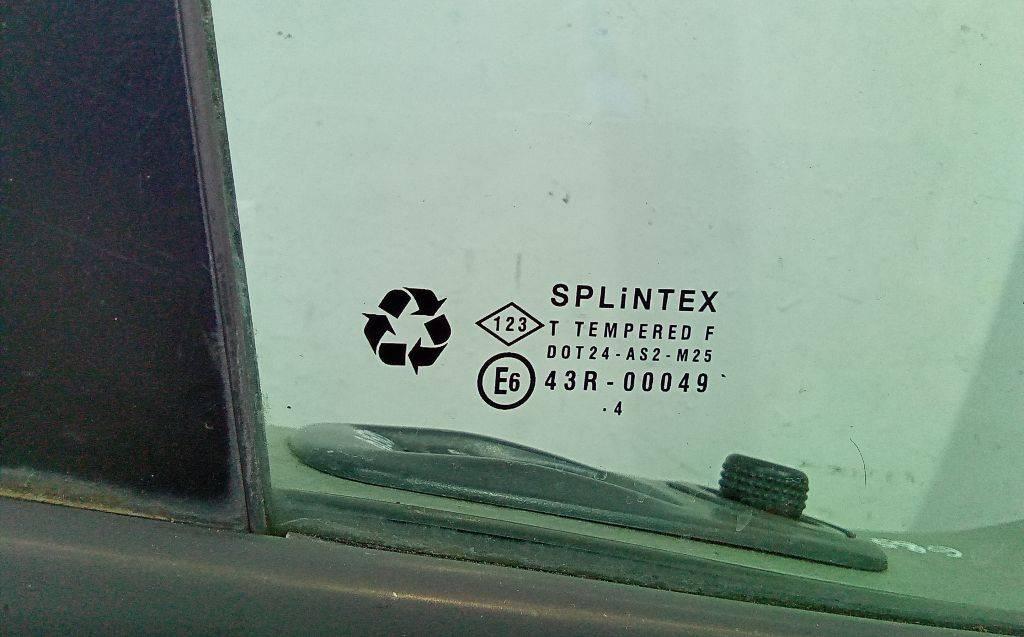 SPLiNTEX
123 T TEMPERED F
DOT24-AS2-M25
E6 43R-00049
. 4